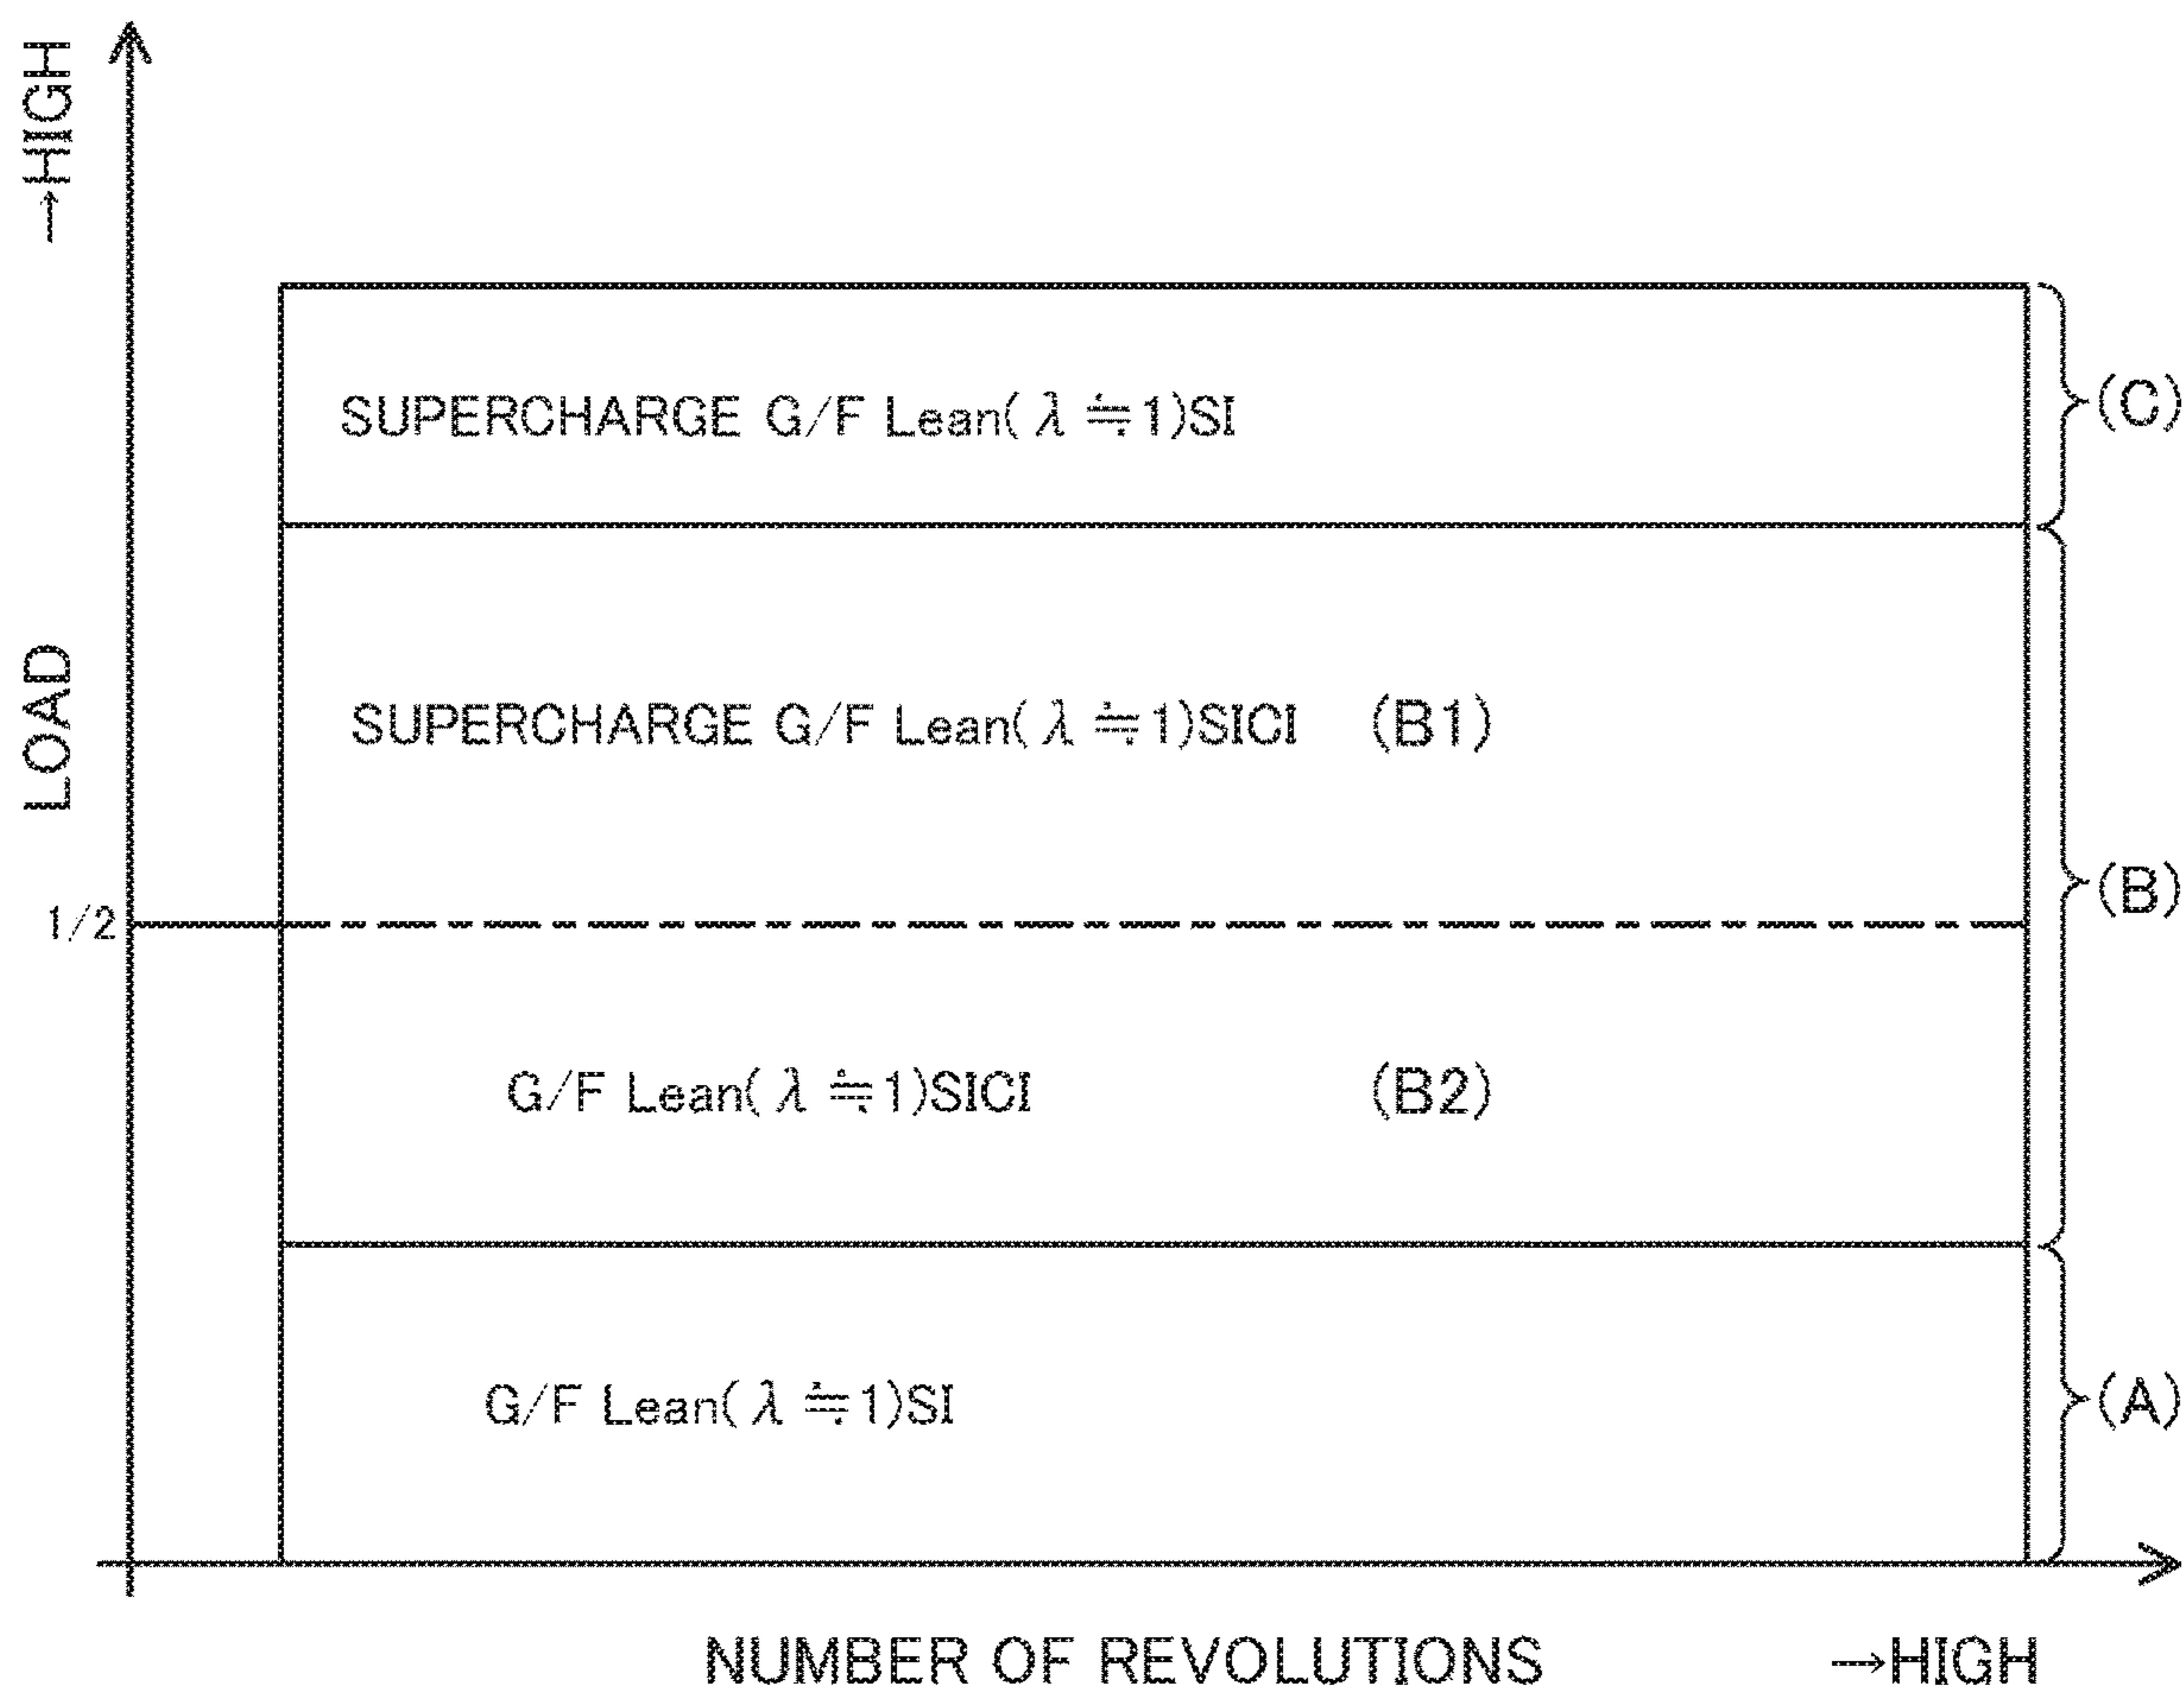 →HIGH
SUPERCHARGE G/F Lean(λ≒1)SI
(C)
SUPERCHARGE G/F Lean(λ≒1)SICI (B1)
LOAD
(B)
1/2
G/F Lean(λ≒1)SICI (B2)
G/F Lean(λ≒1)SI
(A)
NUMBER OF REVOLUTIONS →HIGH